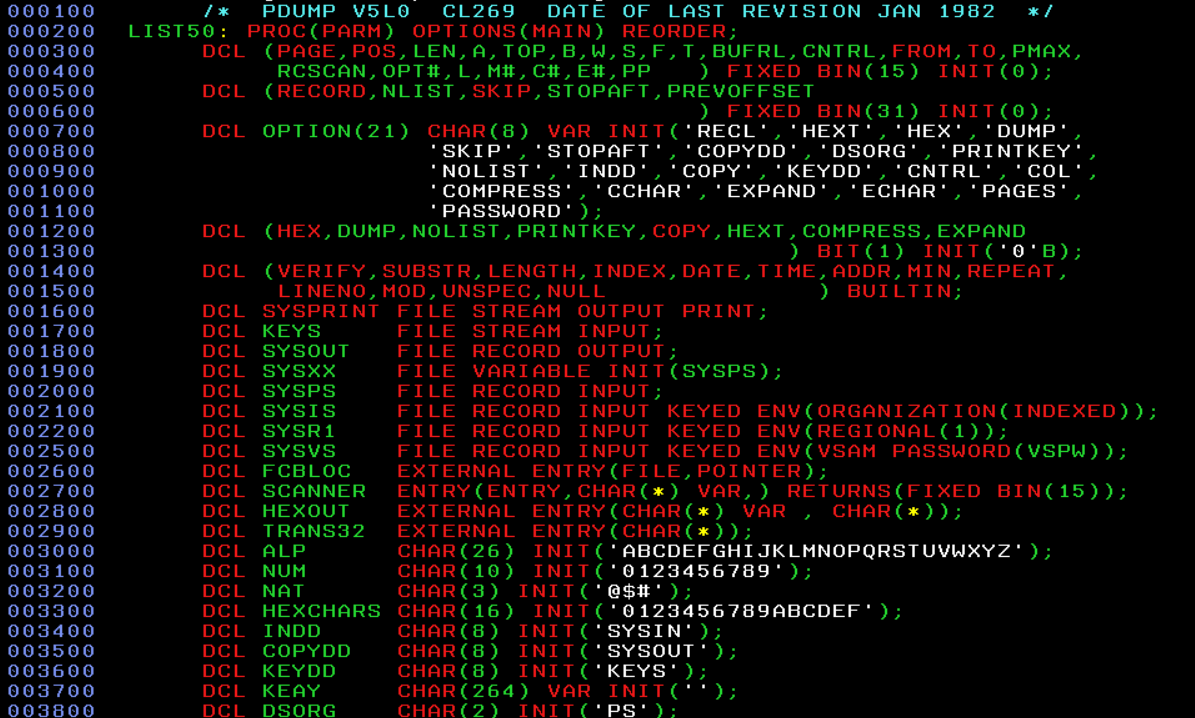 000100        /*  PDUMP V5L0  CL269  DATE OF LAST REVISION JAN 1982  */
000200   LIST50: PROC(PARM) OPTIONS(MAIN) REORDER;
000300        DCL (PAGE,POS,LEN,A,TOP,B,W,S,F,T,BUFRL,CNTRL,FROM,TO,PMAX,
000400             RCSCAN,OPT#,L,M#,C#,E#,PP   ) FIXED BIN(15) INIT(0);
000500        DCL (RECORD,NLIST,SKIP,STOPAFT,PREVOFFSET
000600                                         ) FIXED BIN(31) INIT(0);
000700        DCL OPTION(21) CHAR(8) VAR INIT('RECL','HEXT','HEX','DUMP',
000800                       'SKIP','STOPAFT','COPYDD','DSORG','PRINTKEY',
000900                       'NOLIST','INDD','COPY','KEYDD','CNTRL','COL',
001000                       'COMPRESS','CCHAR','EXPAND','ECHAR','PAGES',
001100                       'PASSWORD');
001200        DCL (HEX,DUMP,NOLIST,PRINTKEY,COPY,HEXT,COMPRESS,EXPAND
001300                                               ) BIT(1) INIT('0'B);
001400        DCL (VERIFY,SUBSTR,LENGTH,INDEX,DATE,TIME,ADDR,MIN,REPEAT,
001500             LINENO,MOD,UNSPEC,NULL              ) BUILTIN;
001600        DCL SYSPRINT FILE STREAM OUTPUT PRINT;
001700        DCL KEYS     FILE STREAM INPUT;
001800        DCL SYSOUT   FILE RECORD OUTPUT;
001900        DCL SYSXX    FILE VARIABLE INIT(SYSPS);
002000        DCL SYSPS    FILE RECORD INPUT;
002100        DCL SYSIS    FILE RECORD INPUT KEYED ENV(ORGANIZATION(INDEXED));
002200        DCL SYSR1    FILE RECORD INPUT KEYED ENV(REGIONAL(1));
002500        DCL SYSVS    FILE RECORD INPUT KEYED ENV(VSAM PASSWORD(VSPW));
002600        DCL FCBLOC   EXTERNAL ENTRY(FILE,POINTER);
002700        DCL SCANNER  ENTRY(ENTRY,CHAR(*) VAR,) RETURNS(FIXED BIN(15));
002800        DCL HEXOUT   EXTERNAL ENTRY(CHAR(*) VAR , CHAR(*));
002900        DCL TRANS32  EXTERNAL ENTRY(CHAR(*));
003000        DCL ALP      CHAR(26) INIT('ABCDEFGHIJKLMNOPQRSTUVWXYZ');
003100        DCL NUM      CHAR(10) INIT('0123456789');
003200        DCL NAT      CHAR(3) INIT('@$#');
003300        DCL HEXCHARS CHAR(16) INIT('0123456789ABCDEF');
003400        DCL INDD     CHAR(8) INIT('SYSIN');
003500        DCL COPYDD   CHAR(8) INIT('SYSOUT');
003600        DCL KEYDD    CHAR(8) INIT('KEYS');
003700        DCL KEAY     CHAR(264) VAR INIT('');
003800        DCL DSORG    CHAR(2) INIT('PS');